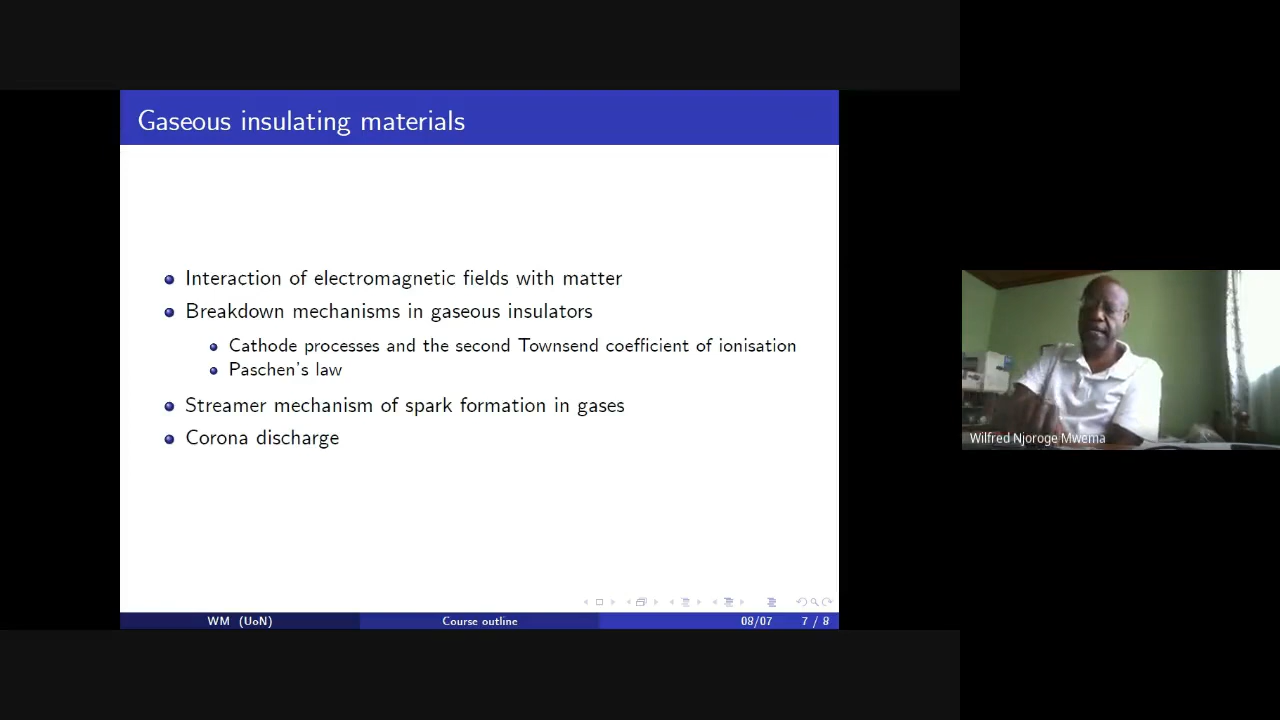 Gaseous insulating materials
Interaction of electromagnetic fields with matter
Breakdown mechanisms in gaseous insulators
Cathode processes and the second Townsend coefficient of ionisation
Paschen's law
Streamer mechanism of spark formation in gases
Corona discharge
WM (UoN)
Course outline
08/07
7 / 8
Wilfred Njoroge Mwema